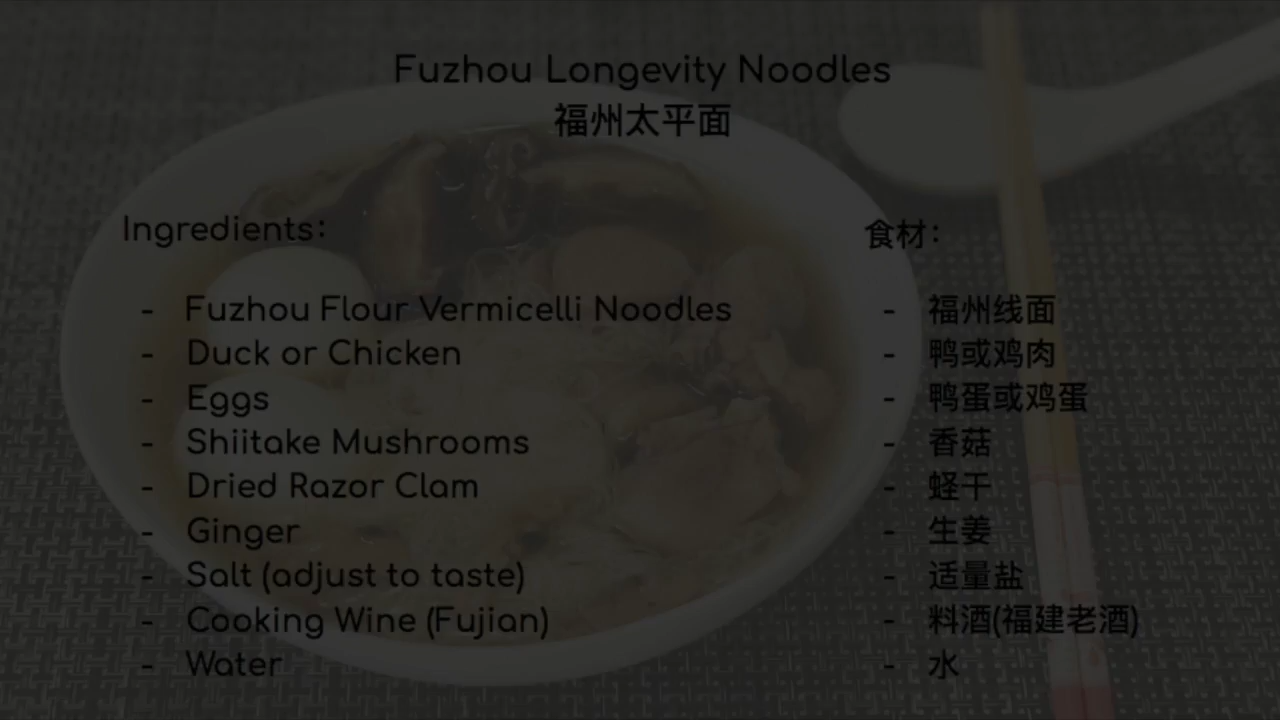 Fuzhou Longevity Noodles
福州太平面
Ingredients:
- Fuzhou Flour Vermicelli Noodles
- Duck or Chicken
- Eggs
- Shiitake Mushrooms
- Dried Razor Clam
- Ginger
- Salt (adjust to taste)
- Cooking Wine (Fujian)
- Water
食材:
- 福州线面
- 鸭或鸡肉
- 鸭蛋或鸡蛋
- 香菇
- 蛏干
- 生姜
- 适量盐
- 料酒(福建老酒)
- 水